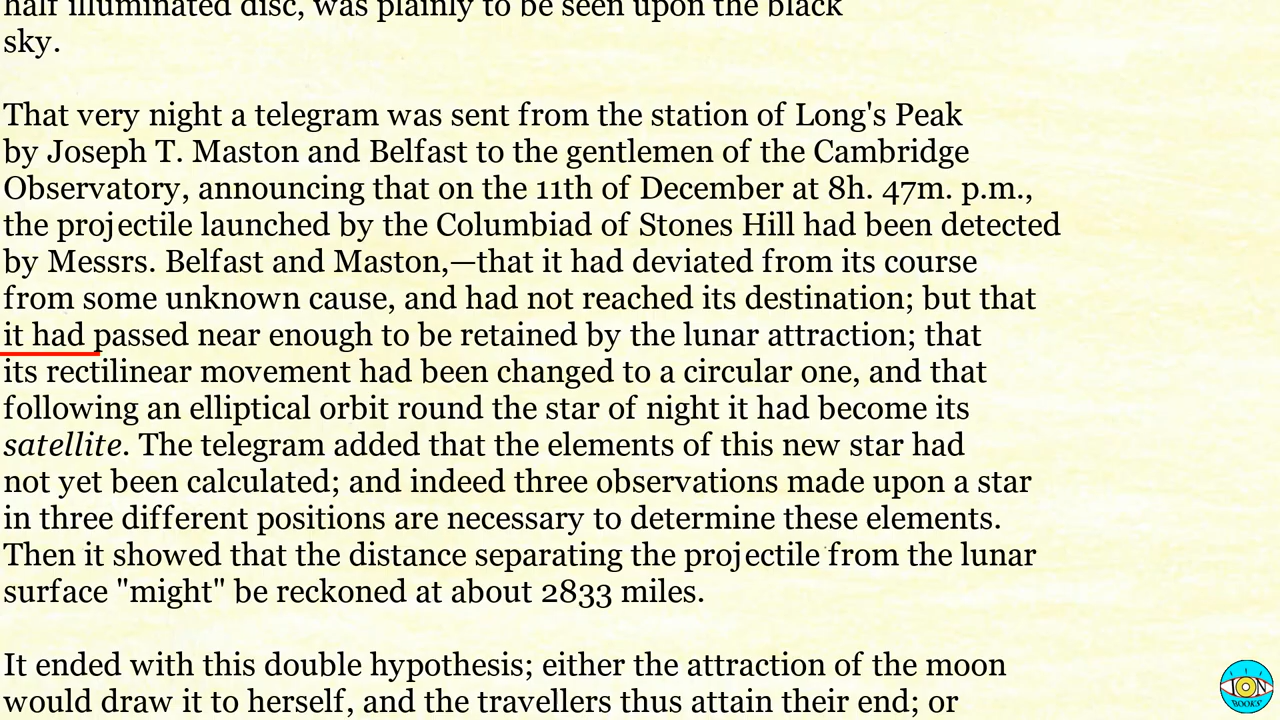 half illuminated disc, was plainly to be seen upon the black
sky.
That very night a telegram was sent from the station of Long's Peak
by Joseph T. Maston and Belfast to the gentlemen of the Cambridge
Observatory, announcing that on the 11th of December at 8h. 47m. p.m.,
the projectile launched by the Columbiad of Stones Hill had been detected
by Messrs. Belfast and Maston,—that it had deviated from its course
from some unknown cause, and had not reached its destination; but that
it had passed near enough to be retained by the lunar attraction; that
its rectilinear movement had been changed to a circular one, and that
following an elliptical orbit round the star of night it had become its
satellite. The telegram added that the elements of this new star had
not yet been calculated; and indeed three observations made upon a star
in three different positions are necessary to determine these elements.
Then it showed that the distance separating the projectile from the lunar
surface "might" be reckoned at about 2833 miles.
It ended with this double hypothesis; either the attraction of the moon
would draw it to herself, and the travellers thus attain their end; or
ION
BOOKS